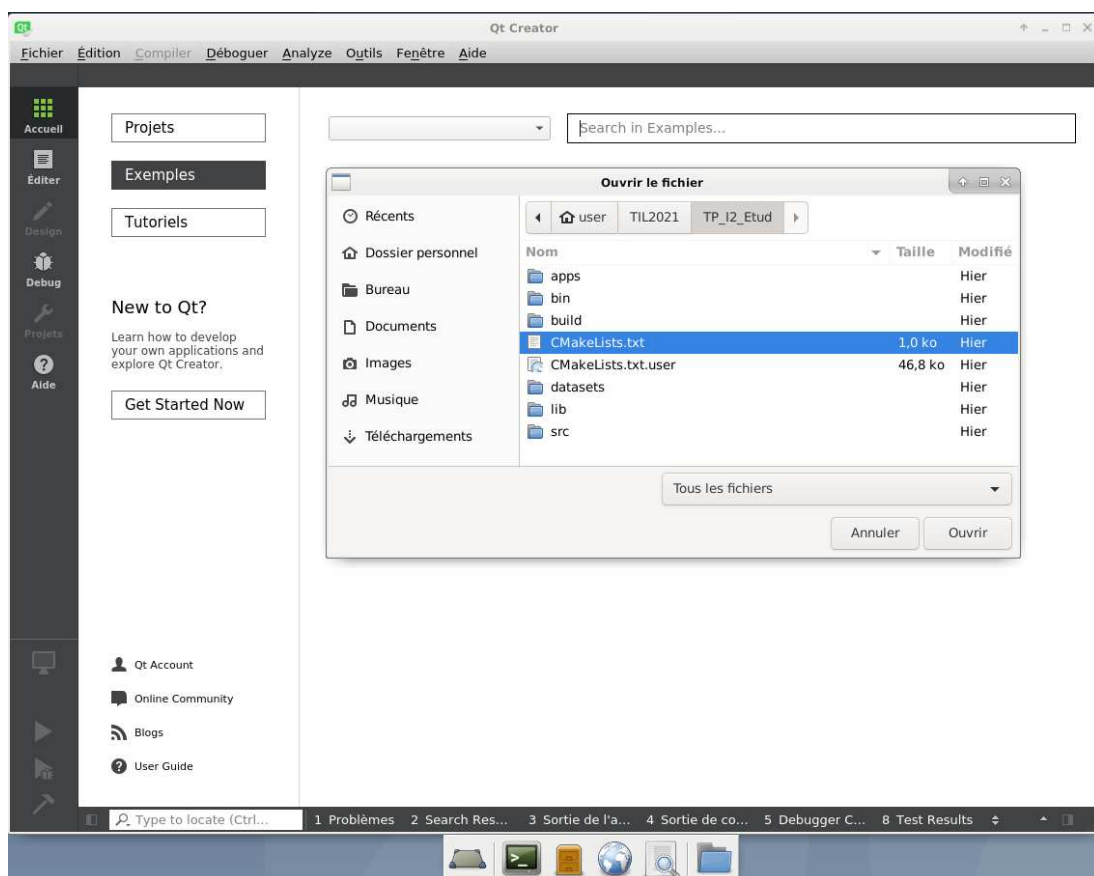 Qt Creator
Fichier Édition Compiler Déboguer Analyze Outils Fenêtre Aide
Accueil
Éditer
Design
Debug
Projets
Aide
Projets
Exemples
Tutoriels
New to Qt?
Learn how to develop
your own applications and
explore Qt Creator.
Get Started Now
Qt Account
Online Community
Blogs
User Guide
Search in Examples...
Ouvrir le fichier
Récents
Dossier personnel
Bureau
Documents
Images
Musique
Téléchargements
user TIL2021 TP_I2_Etud
Nom Taille Modifié
apps Hier
bin Hier
build Hier
CMakeLists.txt 1,0 ko Hier
CMakeLists.txt.user 46,8 ko Hier
datasets Hier
lib Hier
src Hier
Tous les fichiers
Annuler Ouvrir
Type to locate (Ctrl... 1 Problèmes 2 Search Res... 3 Sortie de l'a... 4 Sortie de co... 5 Debugger C... 8 Test Results